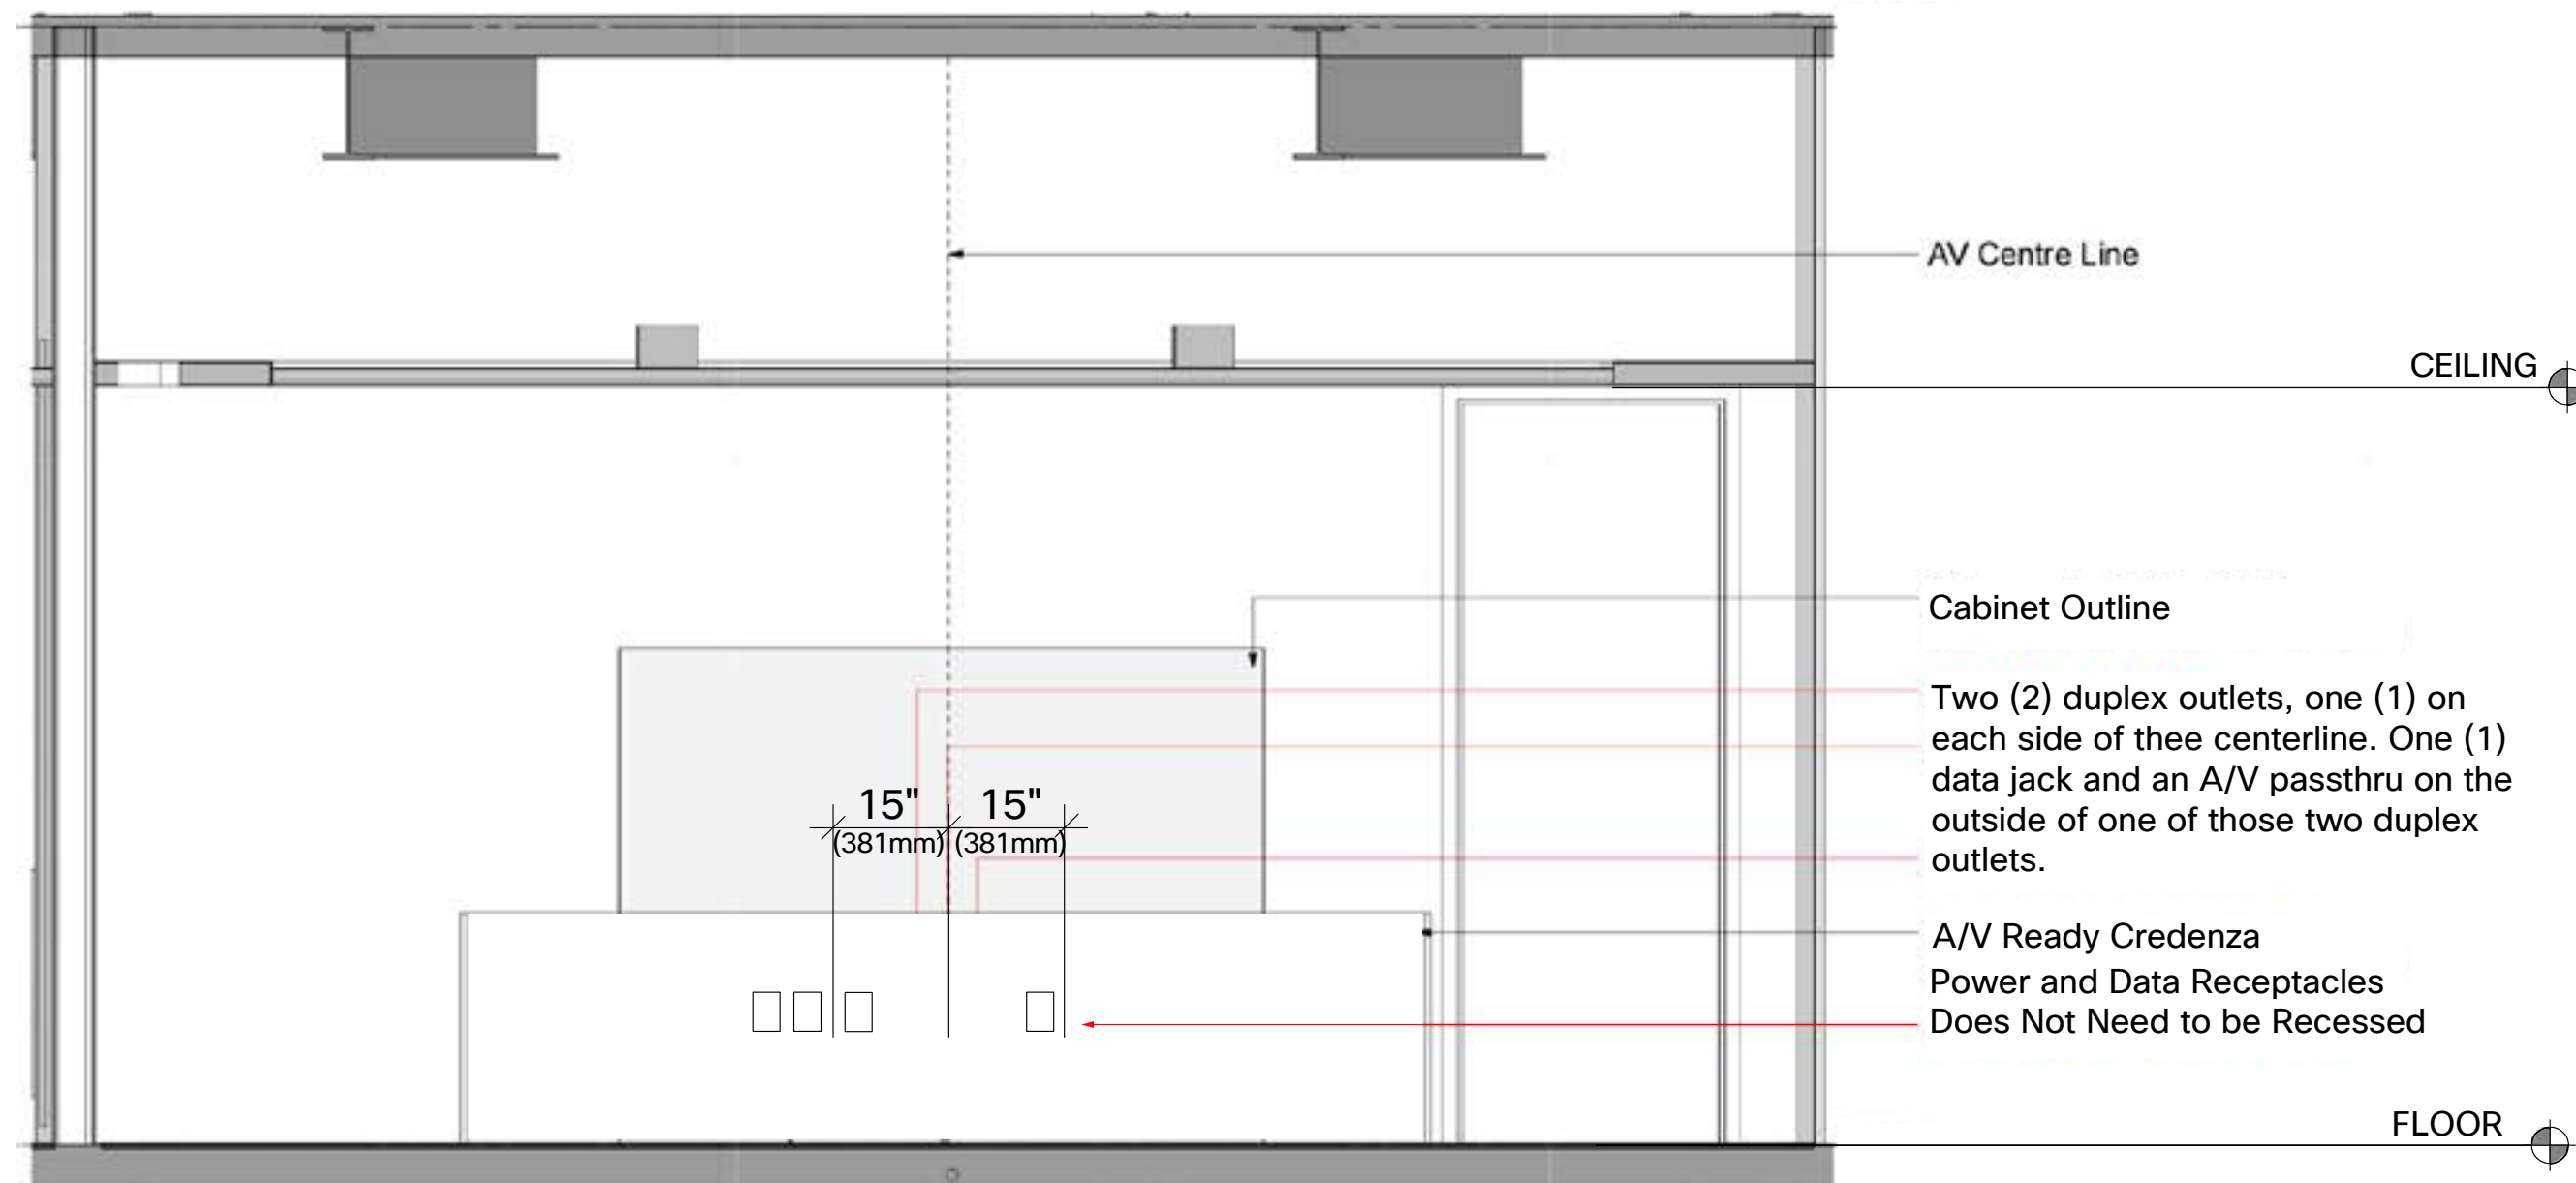 AV Centre Line
CEILING
Cabinet Outline
Two (2) duplex outlets, one (1) on
each side of thee centerline. One (1)
data jack and an A/V passthru on the
outside of one of those two duplex
outlets.
15" 15"
(381mm) (381mm)
A/V Ready Credenza
Power and Data Receptacles
Does Not Need to be Recessed
FLOOR